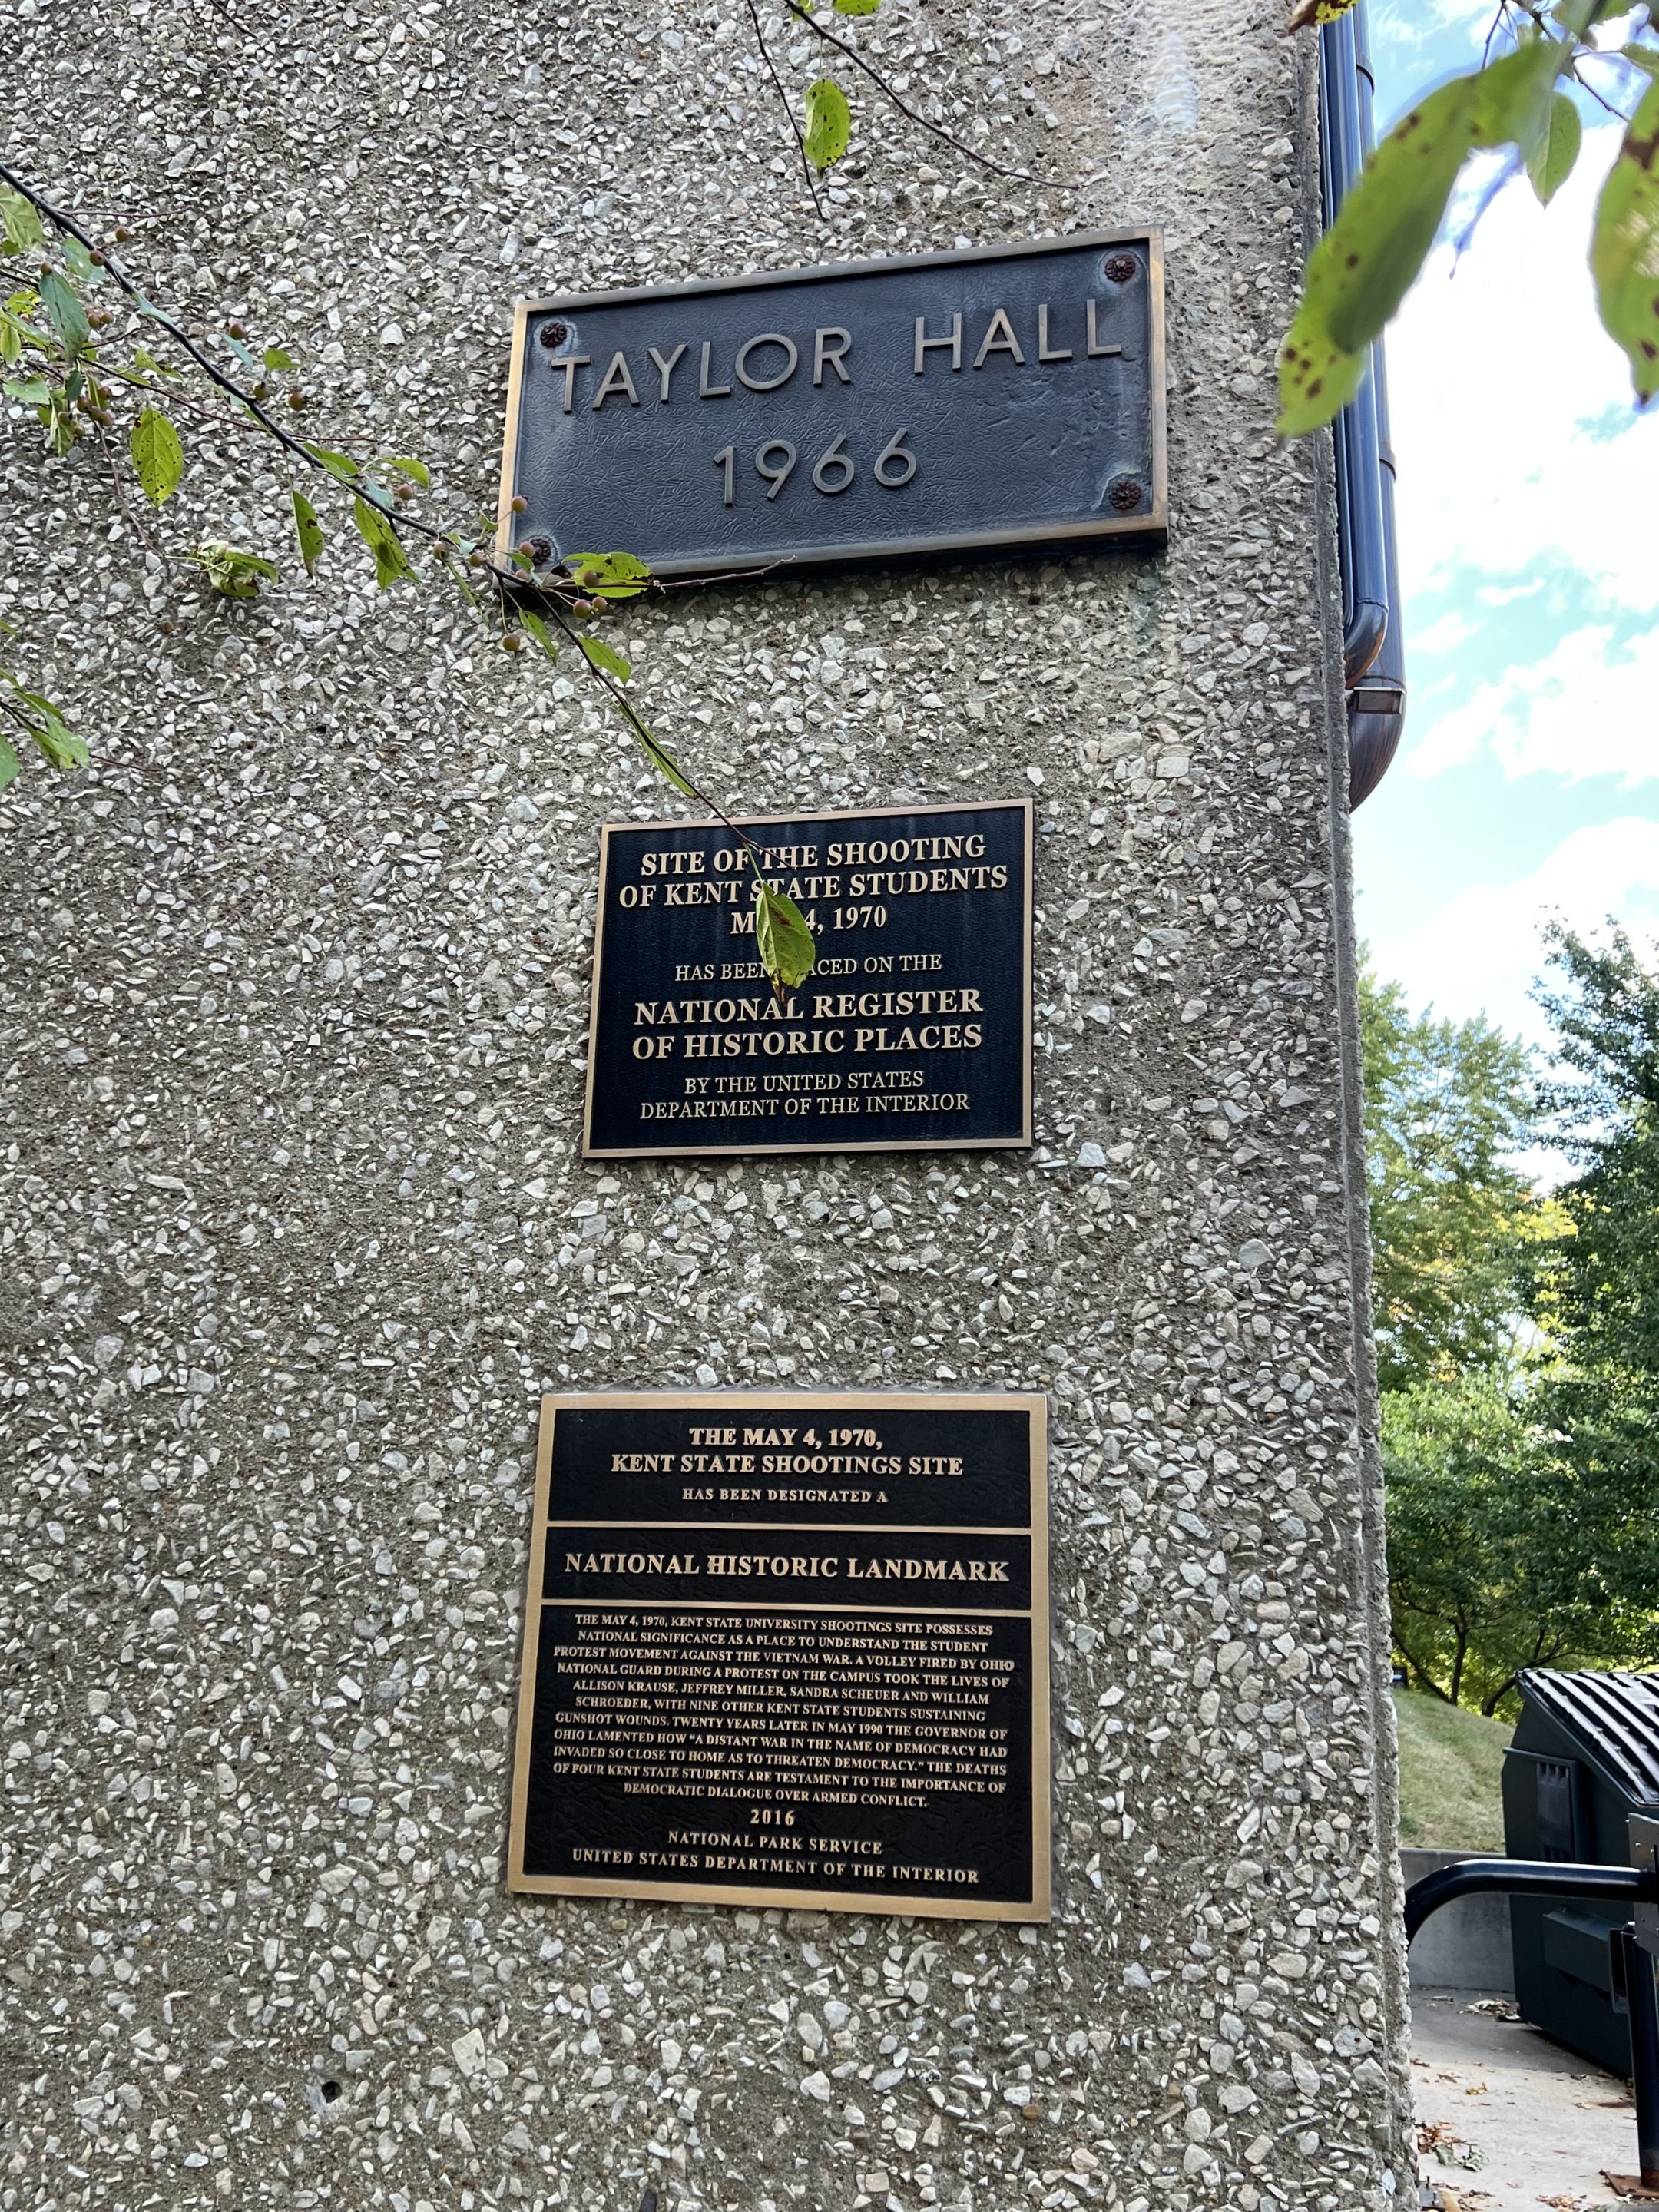 TAYLOR HALL
1966
SITE OF THE SHOOTING
OF KENT STATE STUDENTS
4, 1970
HAS BEEN ON THE
NATIONAL REGISTER
OF HISTORIC PLACES
BY THE UNITED STATES
DEPARTMENT OF THE INTERIOR
THE MAY 4, 1970,
KENT STATE SHOOTINGS SITE
HAS BEEN DESIGNATED A
NATIONAL HISTORIC LANDMARK
THE MAY 4, 1970, KENT STATE UNIVERSITY SHOOTINGS SITE POSSESSES
NATIONAL SIGNIFICANCE AS A PLACE TO UNDERSTAND THE STUDENT
PROTEST MOVEMENT AGAINST THE VIETNAM WAR. A VOLLEY FIRED BY OHIO
NATIONAL GUARD DURING A PROTEST ON THE CAMPUS TOOK THE LIVES OF
ALLISON KRAUSE, JEFFREY MILLER, SANDRA SCHEUER AND WILLIAM
SCHROEDER, WITH NINE OTHER KENT STATE STUDENTS SUSTAINING
GUNSHOT WOUNDS. TWENTY YEARS LATER IN MAY 1990 THE GOVERNOR OF
OHIO LAMENTED HOW “A DISTANT WAR IN THE NAME OF DEMOCRACY HAD
INVADED SO CLOSE TO HOME AS TO THREATEN DEMOCRACY.” THE DEATHS
OF FOUR KENT STATE STUDENTS ARE TESTAMENT TO THE IMPORTANCE OF
DEMOCRATIC DIALOGUE OVER ARMED CONFLICT.
2016
NATIONAL PARK SERVICE
UNITED STATES DEPARTMENT OF THE INTERIOR